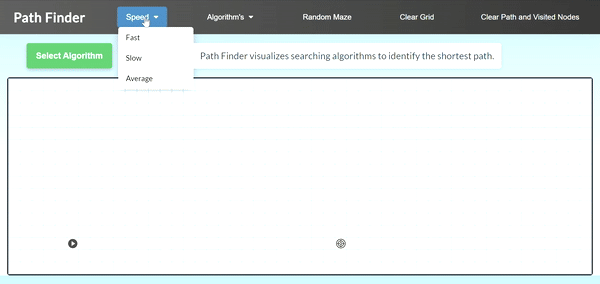 Path Finder
Speed
Algorithm's
Random Maze
Clear Grid
Clear Path and Visited Nodes
Fast
Slow
Average
Select Algorithm
Path Finder visualizes searching algorithms to identify the shortest path.